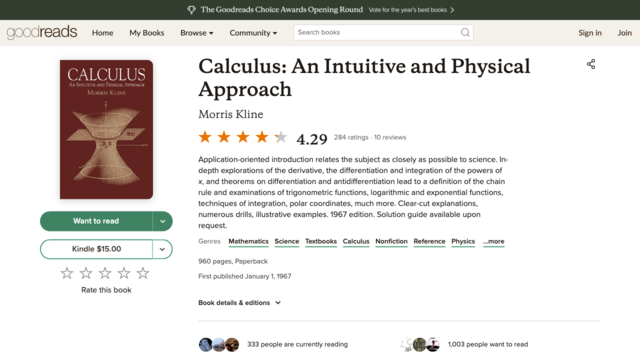 The Goodreads Choice Awards Opening Round Vote for the year's best books
goodreads Home My Books Browse Community Search books Sign in Join
CALCULUS
AN INTUITIVE AND PHYSICAL APPROACH
MORRIS KLINE
Want to read
Kindle $15.00
Rate this book
Calculus: An Intuitive and Physical
Approach
Morris Kline
4.29 284 ratings · 10 reviews
Application-oriented introduction relates the subject as closely as possible to science. In-
depth explorations of the derivative, the differentiation and integration of the powers of
x, and theorems on differentiation and antidifferentiation lead to a definition of the chain
rule and examinations of trigonometric functions, logarithmic and exponential functions,
techniques of integration, polar coordinates, much more. Clear-cut explanations,
numerous drills, illustrative examples. 1967 edition. Solution guide available upon
request.
Genres Mathematics Science Textbooks Calculus Nonfiction Reference Physics ...more
960 pages, Paperback
First published January 1, 1967
Book details & editions
333 people are currently reading
1,003 people want to read